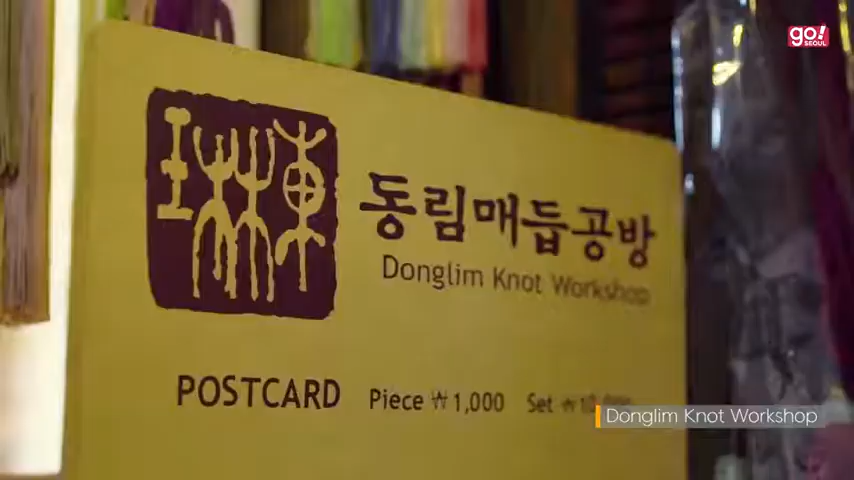 go!
SEOUL
동림매듭공방
Donglim Knot Workshop
POSTCARD Piece ₩1,000 Set
Donglim Knot Workshop